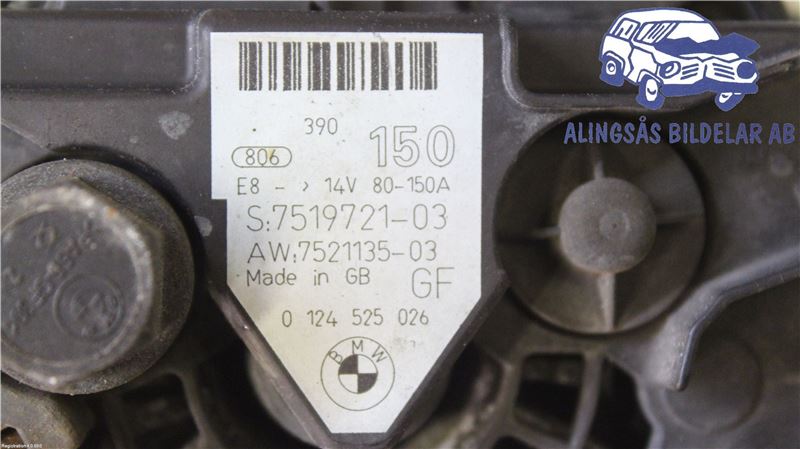 390
150
806
E8 - > 14V 80-150A
S:7519721-03
AW:7521135-03
Made in GB GF
0 124 525 026
BMW
ALINGSÅS BILDELAR AB